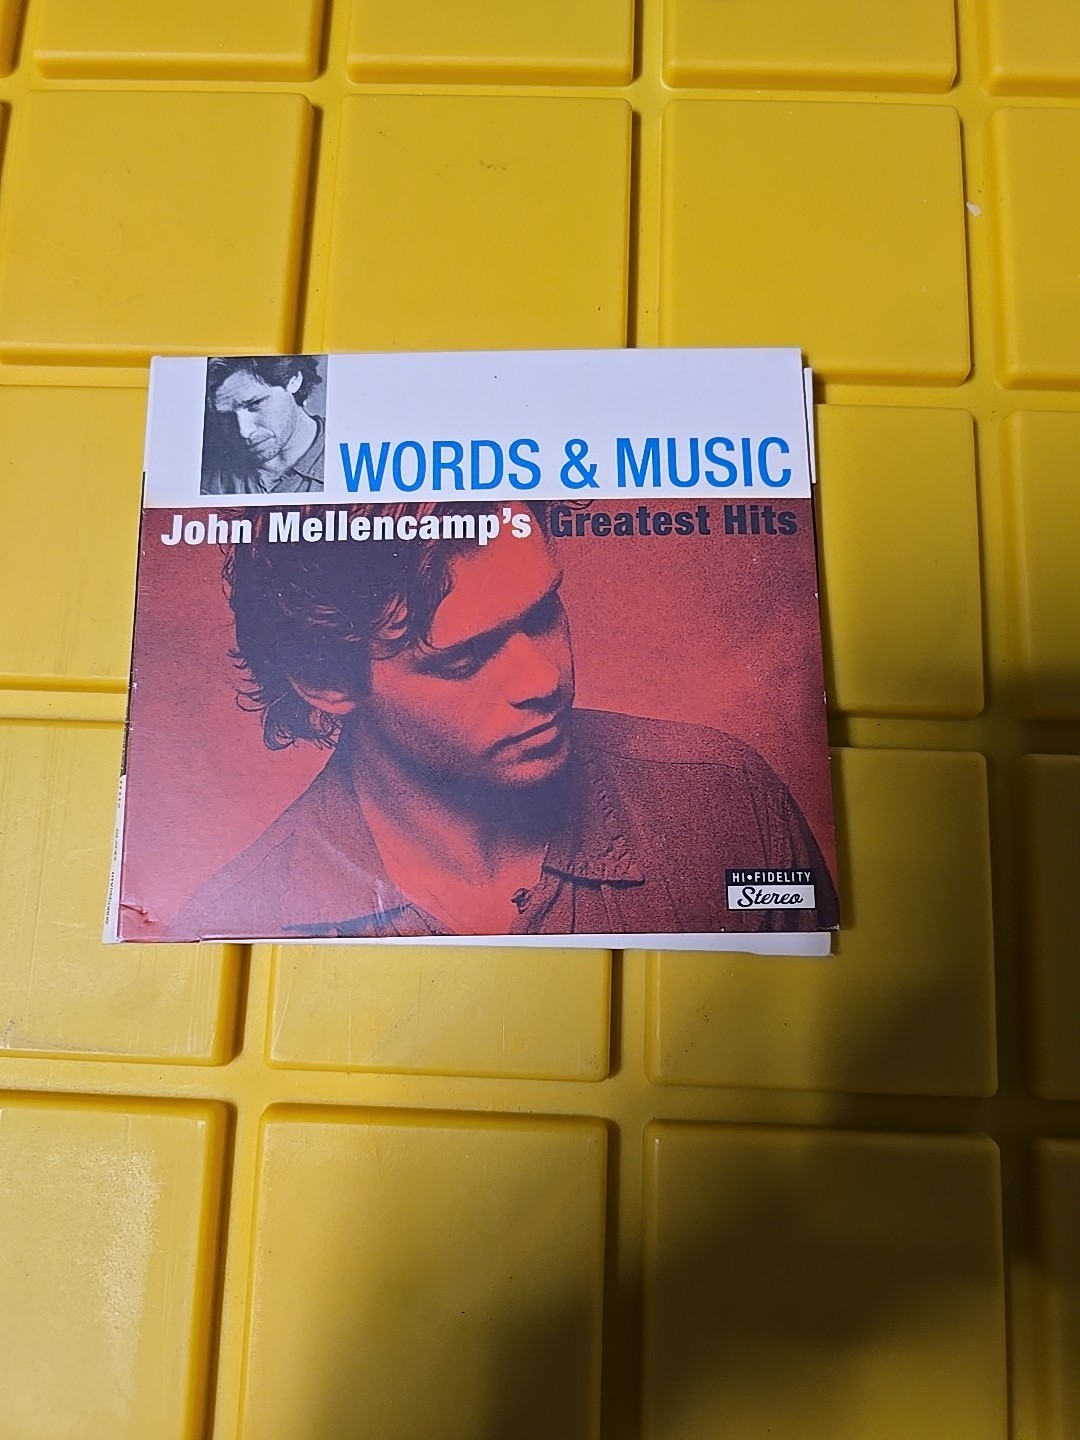 WORDS & MUSIC
John Mellencamp's Greatest Hits
HI•FIDELITY
Stereo